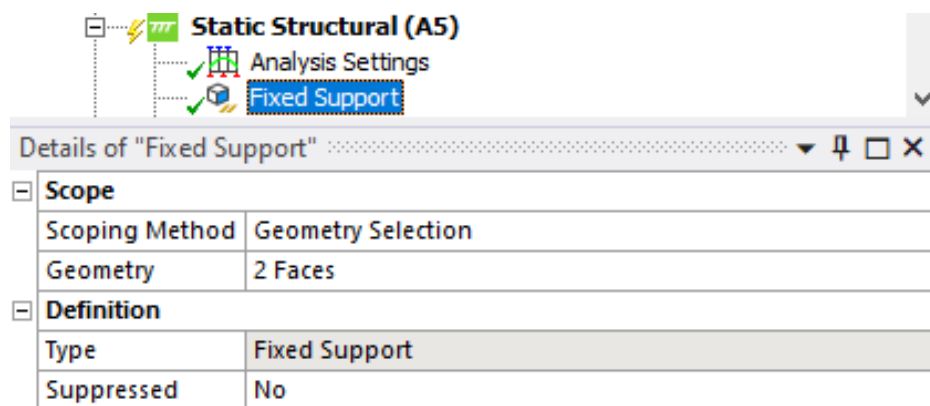 Static Structural (A5)
Analysis Settings
Fixed Support
Details of "Fixed Support"
Scope
Scoping Method Geometry Selection
Geometry 2 Faces
Definition
Type Fixed Support
Suppressed No